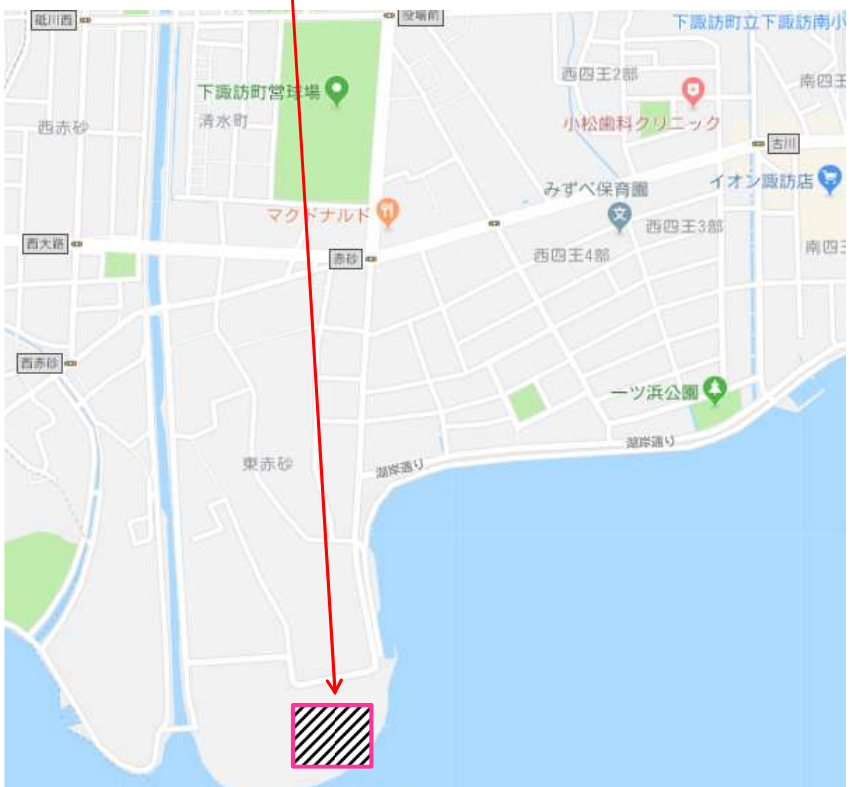 砥川西
役場前
下諏訪町立下諏訪南小
西四王2部
南四王
下諏訪町営球場
小松歯科クリニック
清水町
西赤砂
古川
みずべ保育園
イオン諏訪店
マクドナルド
西四王3部
西大路
赤砂
西四王4部
南四王
西赤砂
一ツ浜公園
湖岸通り
東赤砂
湖岸通り